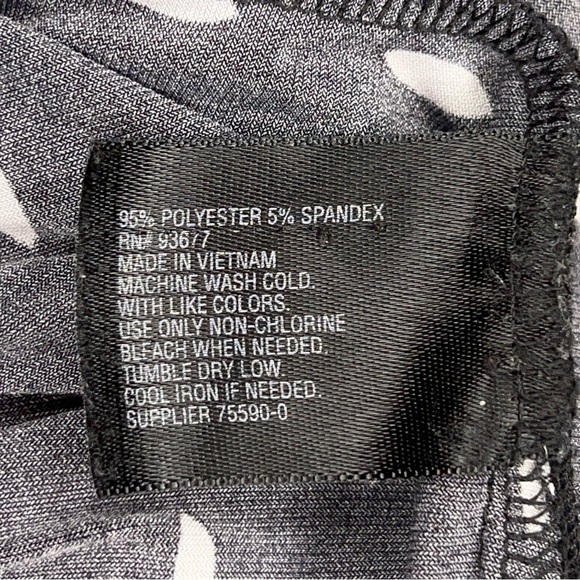 95% POLYESTER 5% SPANDEX
RN# 93677
MADE IN VIETNAM
MACHINE WASH COLD.
WITH LIKE COLORS.
USE ONLY NON-CHLORINE
BLEACH WHEN NEEDED.
TUMBLE DRY LOW.
COOL IRON IF NEEDED.
SUPPLIER 75590-0